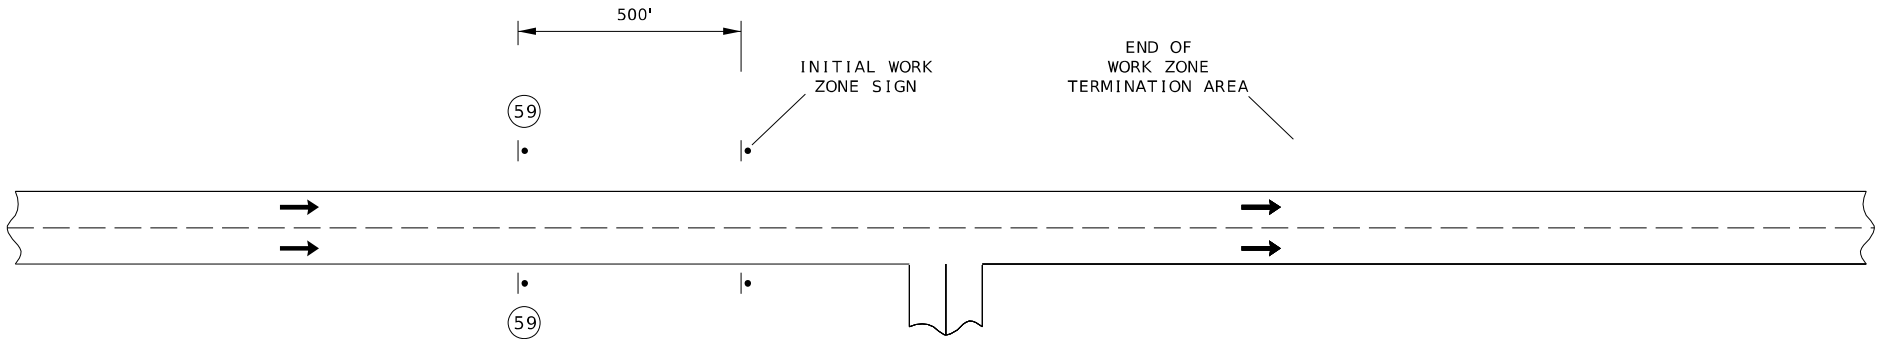 500'
INITIAL WORK
ZONE SIGN
END OF
WORK ZONE
TERMINATION AREA
59
59